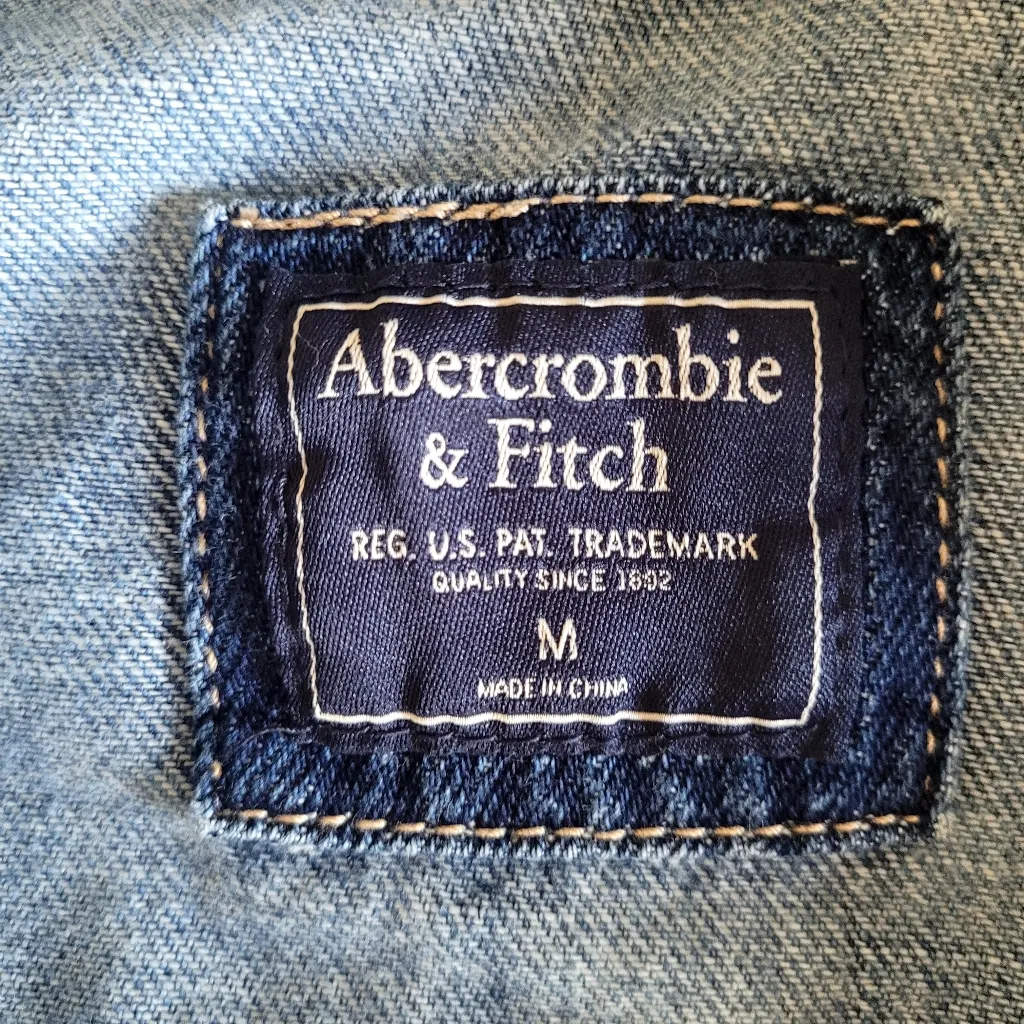 Abercrombie
& Fitch
REG. U.S. PAT. TRADEMARK
QUALITY SINCE 1892
M
MADE IN CHINA